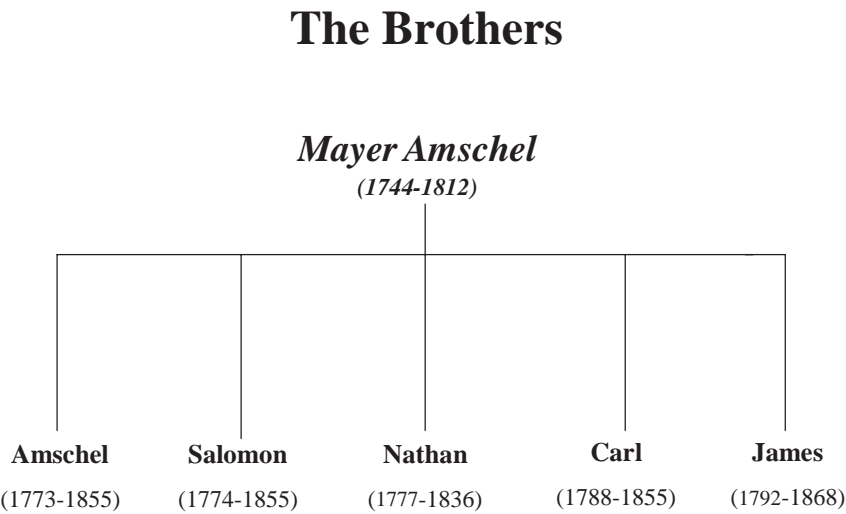 The Brothers
Mayer Amschel
(1744-1812)
Amschel Salomon Nathan Carl James
(1773-1855) (1774-1855) (1777-1836) (1788-1855) (1792-1868)